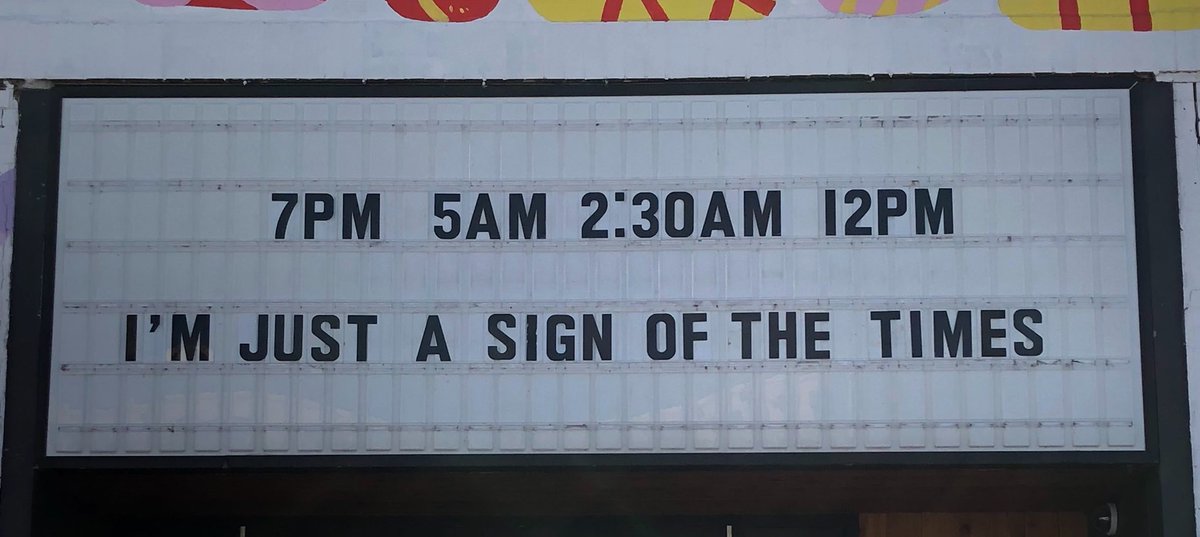 7PM 5AM 2:30AM 12PM
I'M JUST A SIGN OF THE TIMES